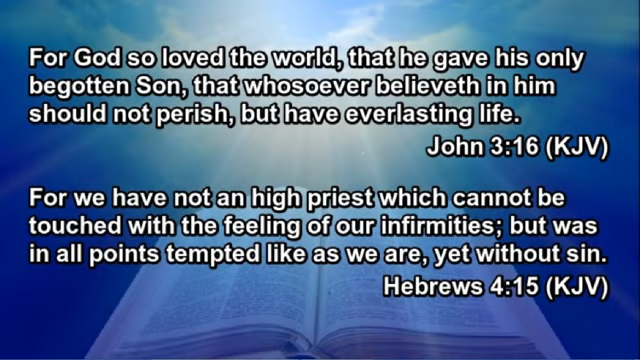 For God so loved the world, that he gave his only
begotten Son, that whosoever believeth in him
should not perish, but have everlasting life.
John 3:16 (KJV)
For we have not an high priest which cannot be
touched with the feeling of our infirmities; but was
in all points tempted like as we are, yet without sin.
Hebrews 4:15 (KJV)